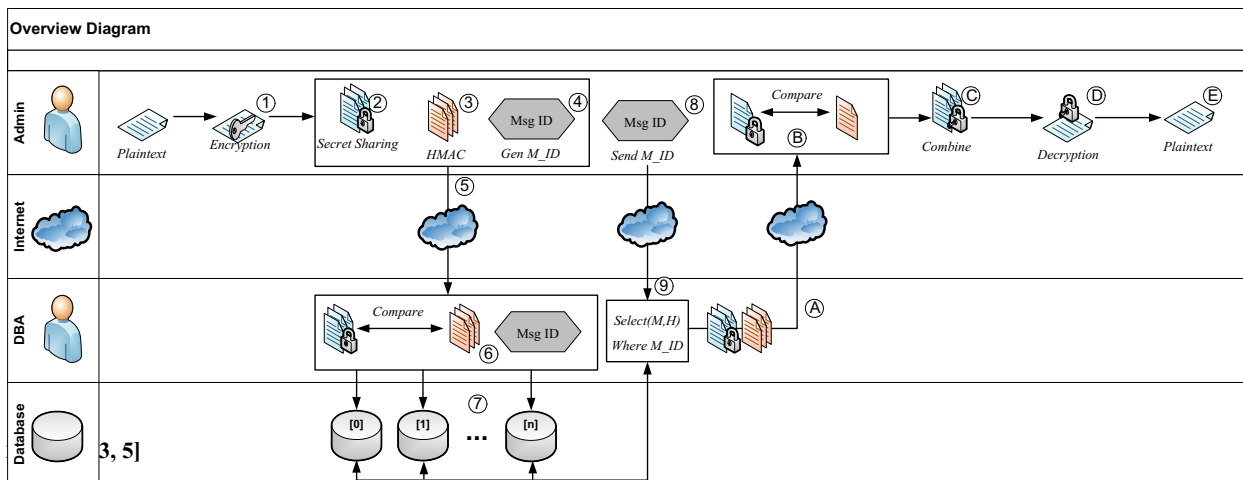 Overview Diagram
Admin
Plaintext
1
Encryption
2
Secret Sharing
3
HMAC
4
Msg ID
Gen M_ID
8
Msg ID
Send M_ID
Compare
B
C
Combine
D
Decryption
E
Plaintext
Internet
5
DBA
Compare
6
Msg ID
9
Select(M,H)
Where M_ID
A
Database
[0]
[1]
...
7
[n]
3, 5]